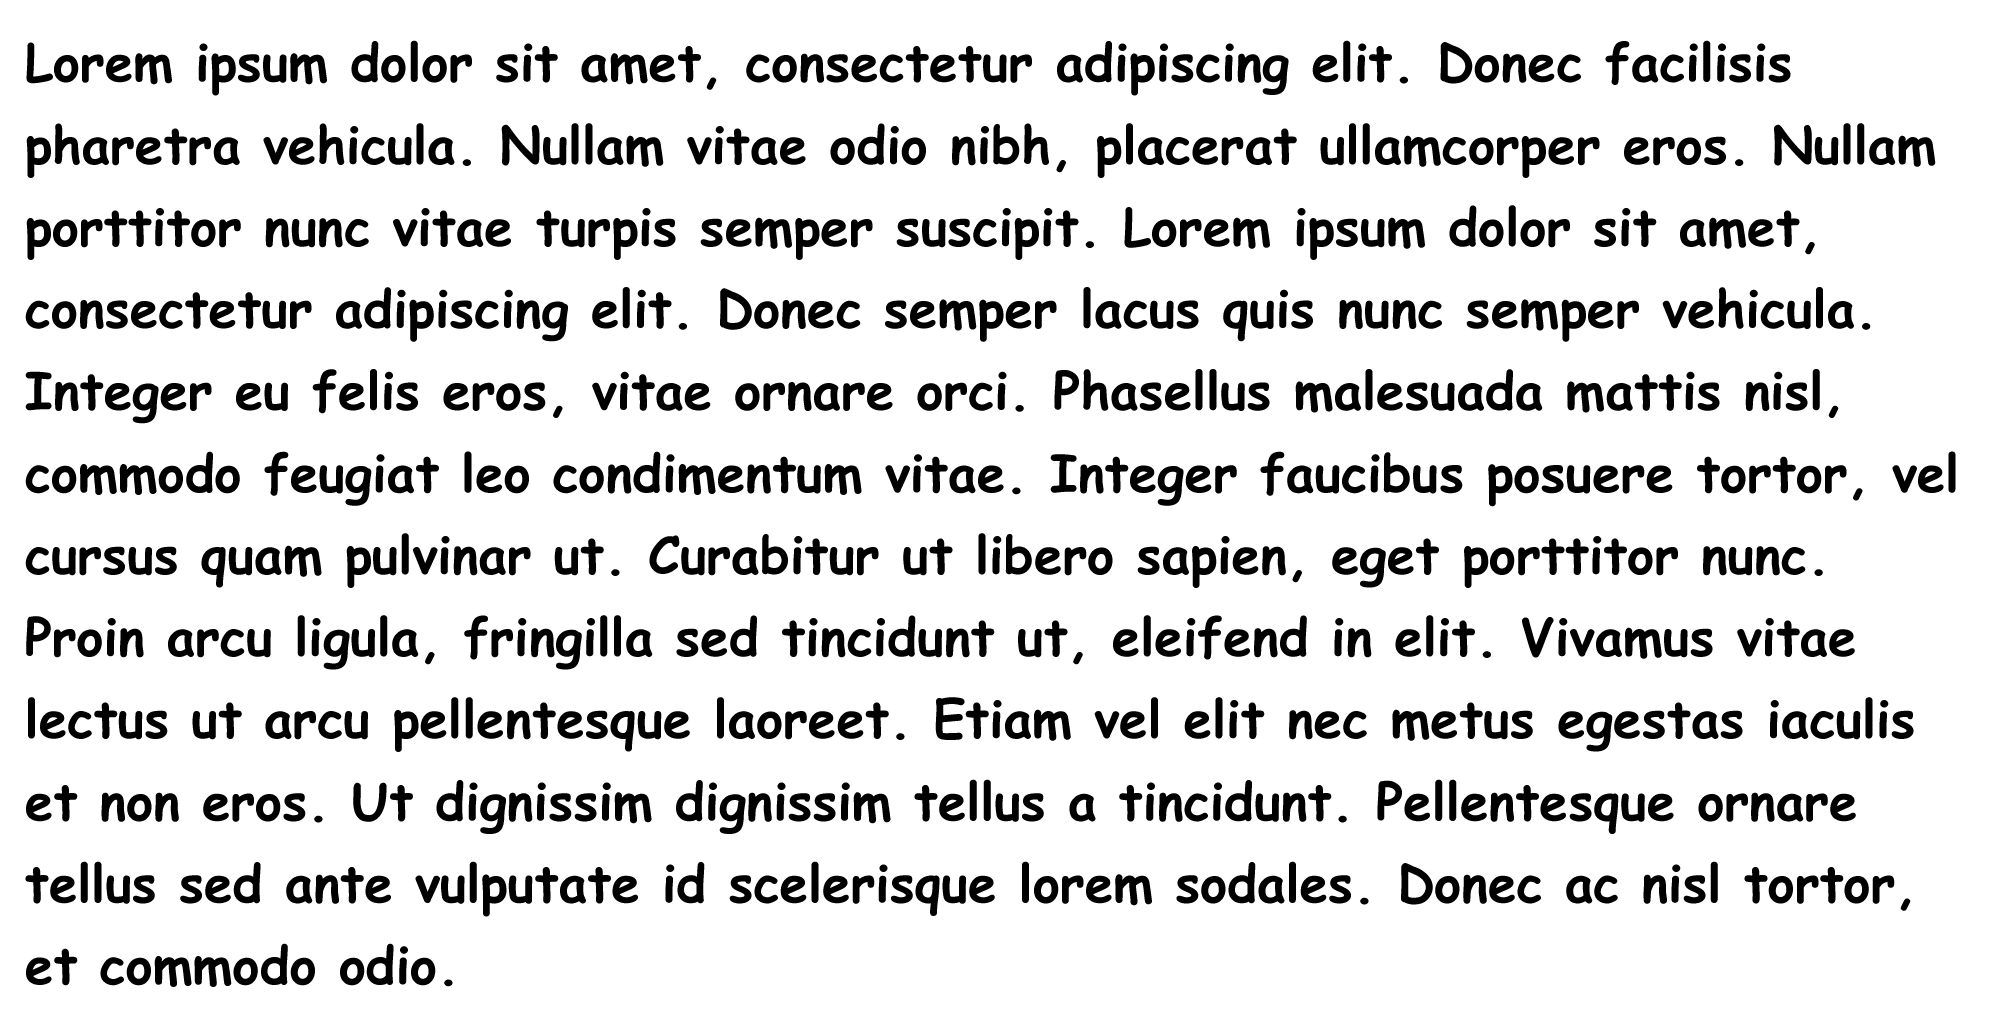 Lorem ipsum dolor sit amet, consectetur adipiscing elit. Donec facilisis
pharetra vehicula. Nullam vitae odio nibh, placerat ullamcorper eros. Nullam
porttitor nunc vitae turpis semper suscipit. Lorem ipsum dolor sit amet,
consectetur adipiscing elit. Donec semper lacus quis nunc semper vehicula.
Integer eu felis eros, vitae ornare orci. Phasellus malesuada mattis nisl,
commodo feugiat leo condimentum vitae. Integer faucibus posuere tortor, vel
cursus quam pulvinar ut. Curabitur ut libero sapien, eget porttitor nunc.
Proin arcu ligula, fringilla sed tincidunt ut, eleifend in elit. Vivamus vitae
lectus ut arcu pellentesque laoreet. Etiam vel elit nec metus egestas iaculis
et non eros. Ut dignissim dignissim tellus a tincidunt. Pellentesque ornare
tellus sed ante vulputate id scelerisque lorem sodales. Donec ac nisl tortor,
et commodo odio.